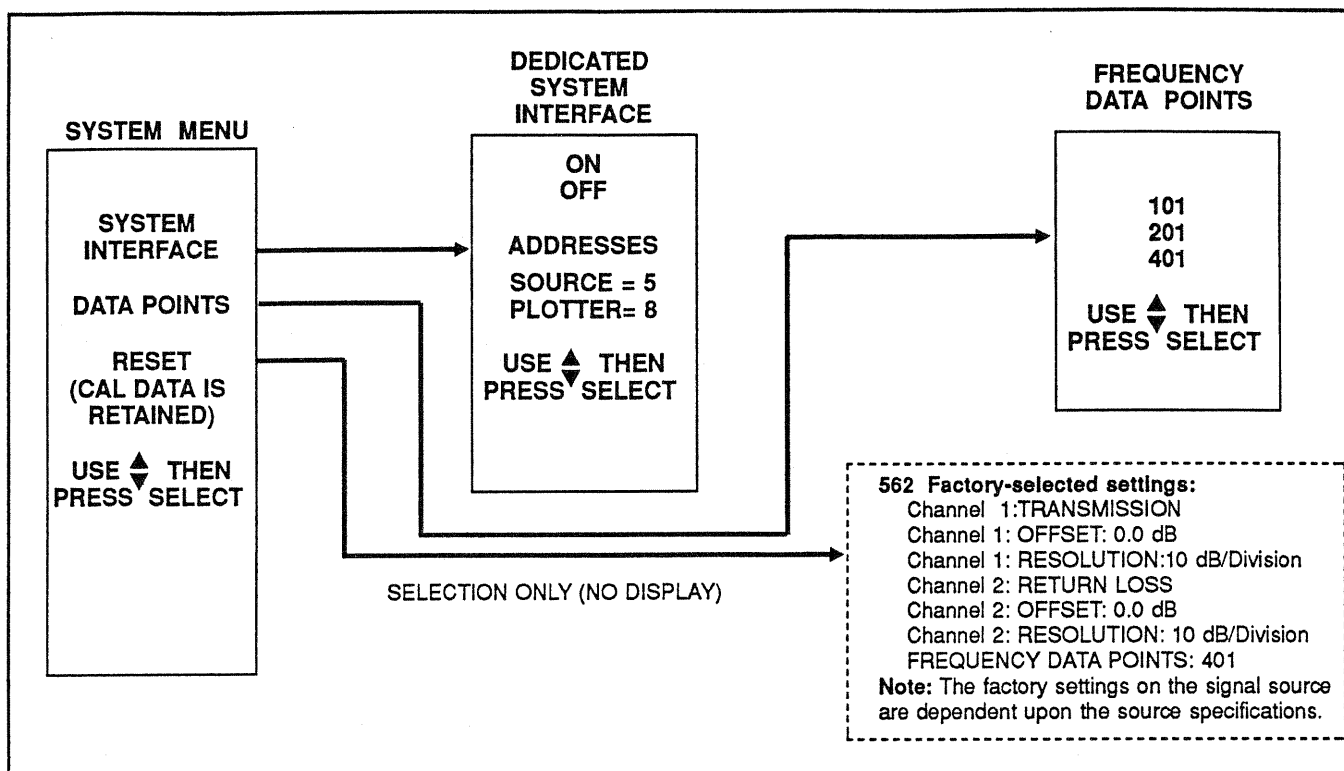 SYSTEM MENU
SYSTEM
INTERFACE
DATA POINTS
RESET
(CAL DATA IS
RETAINED)
USE THEN
PRESS SELECT
DEDICATED
SYSTEM
INTERFACE
ON
OFF
ADDRESSES
SOURCE = 5
PLOTTER= 8
USE THEN
PRESS SELECT
FREQUENCY
DATA POINTS
101
201
401
USE THEN
PRESS SELECT
SELECTION ONLY (NO DISPLAY)
562 Factory-selected settings:
Channel 1:TRANSMISSION
Channel 1: OFFSET: 0.0 dB
Channel 1: RESOLUTION:10 dB/Division
Channel 2: RETURN LOSS
Channel 2: OFFSET: 0.0 dB
Channel 2: RESOLUTION: 10 dB/Division
FREQUENCY DATA POINTS: 401
Note: The factory settings on the signal source
are dependent upon the source specifications.